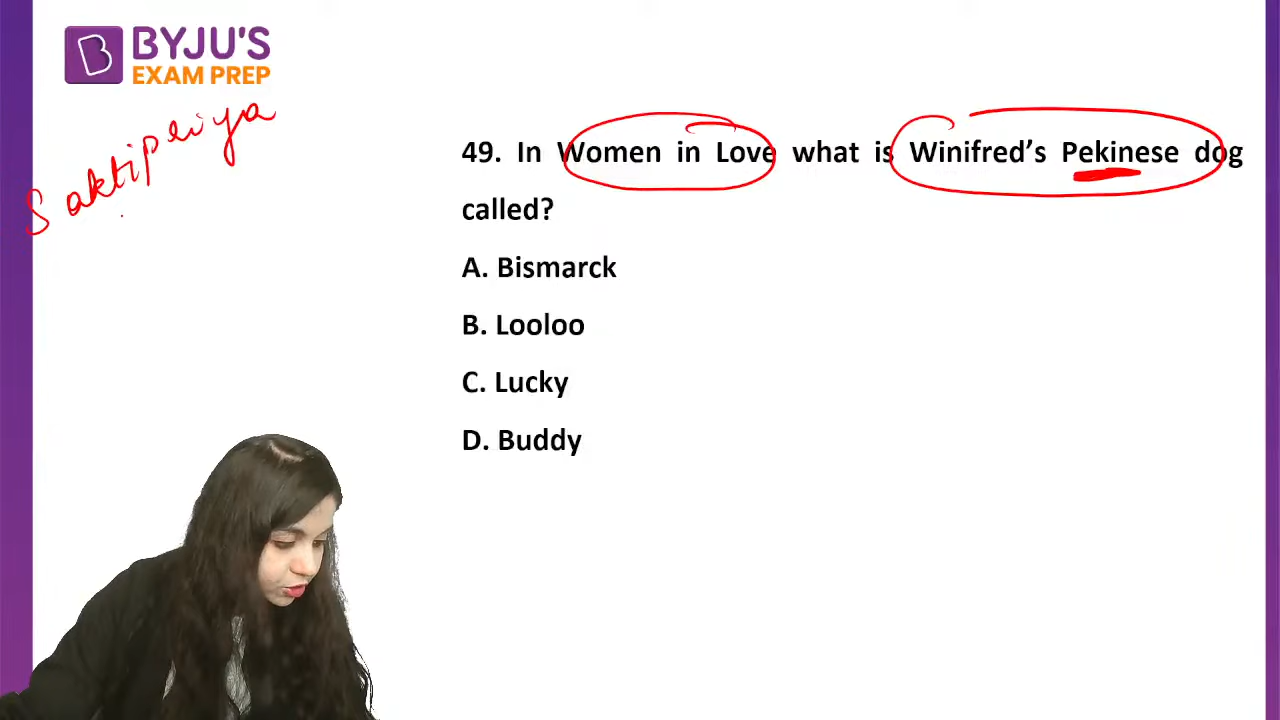 BYJU'S
EXAM PREP
Saktipriya
49. In Women in Love what is Winifred's Pekinese dog
called?
A. Bismarck
B. Looloo
C. Lucky
D. Buddy